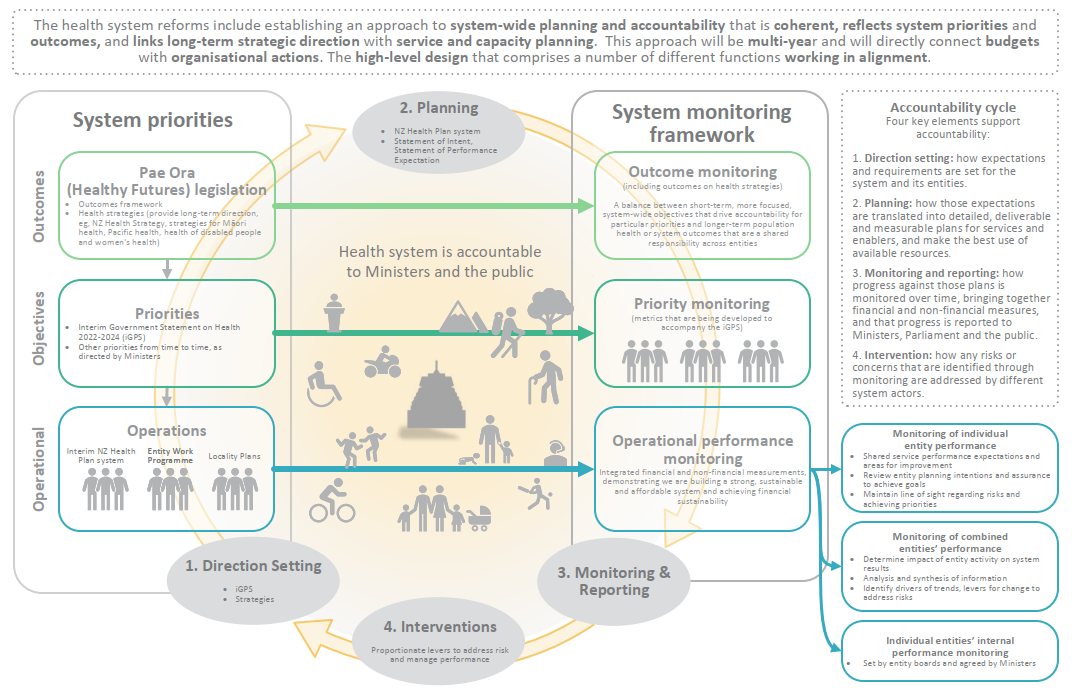 The health system reforms include establishing an approach to system-wide planning and accountability that is coherent, reflects system priorities and
outcomes, and links long-term strategic direction with service and capacity planning. This approach will be multi-year and will directly connect budgets
with organisational actions. The high-level design that comprises a number of different functions working in alignment.
System priorities
Outcomes
Pae Ora
(Healthy Futures) legislation
• Outcomes framework
• Health strategies (provide long-term direction,
eg, NZ Health Strategy, strategies for Māori
health, Pacific health, health of disabled people
and women's health)
Objectives
Priorities
• Interim Government Statement on Health
2022-2024 (iGPS)
• Other priorities from time to time, as
directed by Ministers
Operational
Operations
Interim NZ Health
Plan system
Entity Work
Programme
Locality Plans
2. Planning
• NZ Health Plan system
• Statement of Intent,
Statement of Performance
Expectation
Health system is accountable
to Ministers and the public
1. Direction Setting
• iGPS
• Strategies
4. Interventions
Proportionate levers to address risk
and manage performance
3. Monitoring &
Reporting
System monitoring
framework
Outcome monitoring
(including outcomes on health strategies)
A balance between short-term, more focused,
system-wide objectives that drive accountability for
particular priorities and longer-term population
health or system outcomes that are a shared
responsibility across entities
Priority monitoring
(metrics that are being developed to
accompany the iGPS)
Operational performance
monitoring
Integrated financial and non-financial measurements,
demonstrating we are building a strong, sustainable
and affordable system and achieving financial
sustainability
Accountability cycle
Four key elements support
accountability:
1. Direction setting: how expectations
and requirements are set for the
system and its entities.
2. Planning: how those expectations
are translated into detailed, deliverable
and measurable plans for services and
enablers, and make the best use of
available resources.
3. Monitoring and reporting: how
progress against those plans is
monitored over time, bringing together
financial and non-financial measures,
and that progress is reported to
Ministers, Parliament and the public.
4. Intervention: how any risks or
concerns that are identified through
monitoring are addressed by different
system actors.
Monitoring of individual
entity performance
• Shared service performance expectations and
areas for improvement
• Review entity planning intentions and assurance
to achieve goals
• Maintain line of sight regarding risks and
achieving priorities
Monitoring of combined
entities' performance
• Determine impact of entity activity on system
results
• Analysis and synthesis of information
• Identify drivers of trends, levers for change to
address risks
Individual entities' internal
performance monitoring
• Set by entity boards and agreed by Ministers